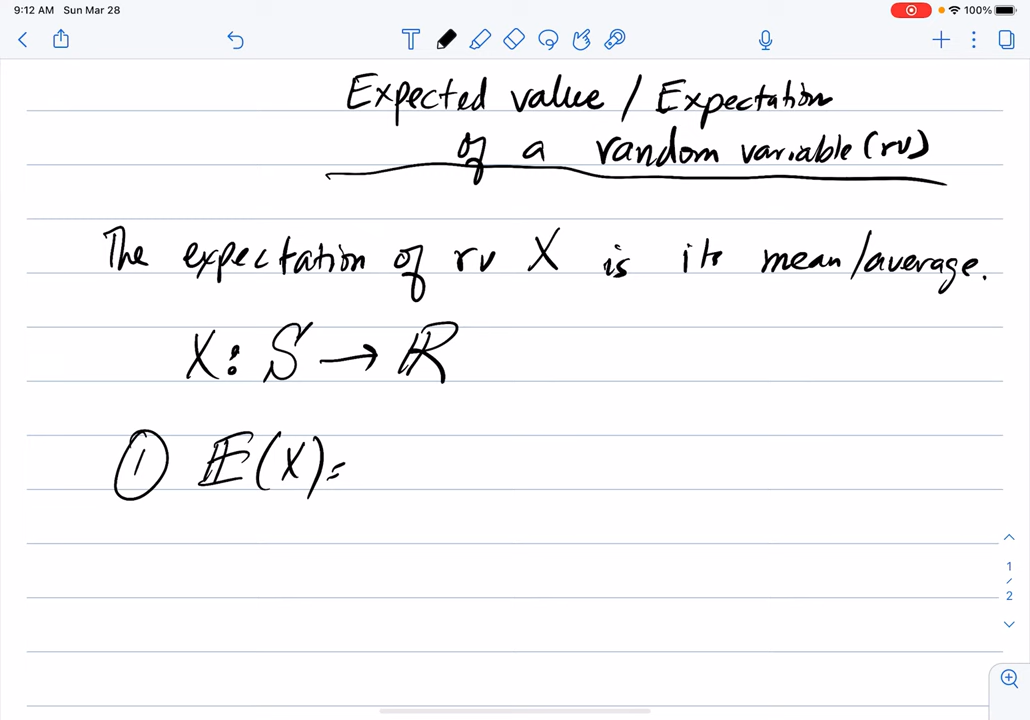 9:12 AM Sun Mar 28
100%
Expected value / Expectation
of a random variable (rv)
The expectation of rv X is its mean/average.
X: S → ℝ
① 𝔼(X)=
1
/
2